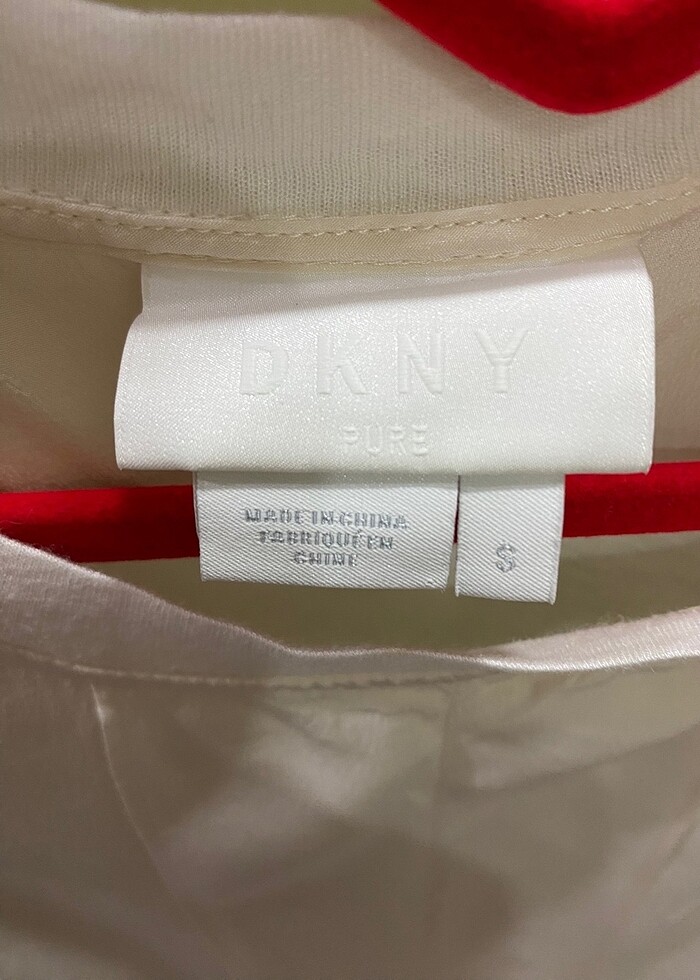 DKNY
PURE
MADE IN CHINA
FABRIQUÉ EN
CHINE
S